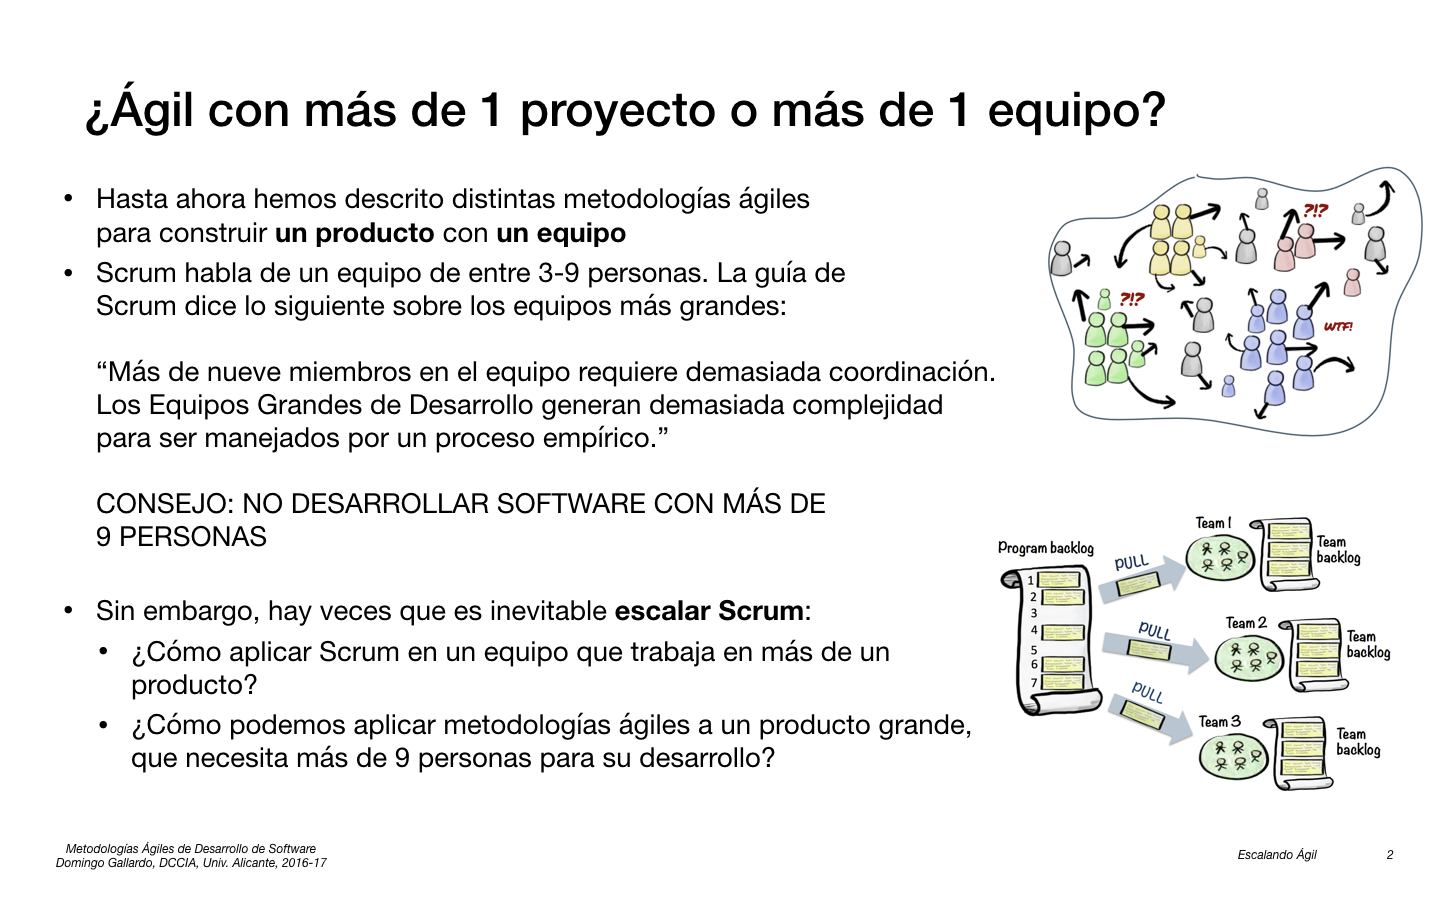 ¿Ágil con más de 1 proyecto o más de 1 equipo?
• Hasta ahora hemos descrito distintas metodologías ágiles
para construir un producto con un equipo
• Scrum habla de un equipo de entre 3-9 personas. La guía de
Scrum dice lo siguiente sobre los equipos más grandes:
“Más de nueve miembros en el equipo requiere demasiada coordinación.
Los Equipos Grandes de Desarrollo generan demasiada complejidad
para ser manejados por un proceso empírico.”
CONSEJO: NO DESARROLLAR SOFTWARE CON MÁS DE
9 PERSONAS
• Sin embargo, hay veces que es inevitable escalar Scrum:
• ¿Cómo aplicar Scrum en un equipo que trabaja en más de un
producto?
• ¿Cómo podemos aplicar metodologías ágiles a un producto grande,
que necesita más de 9 personas para su desarrollo?
?!?
?!?
WTF!
Program backlog
1
2
3
4
5
6
7
PULL
Team 1
Team
backlog
PULL
Team 2
Team
backlog
PULL
Team 3
Team
backlog
Metodologías Ágiles de Desarrollo de Software
Domingo Gallardo, DCCIA, Univ. Alicante, 2016-17
Escalando Ágil
2